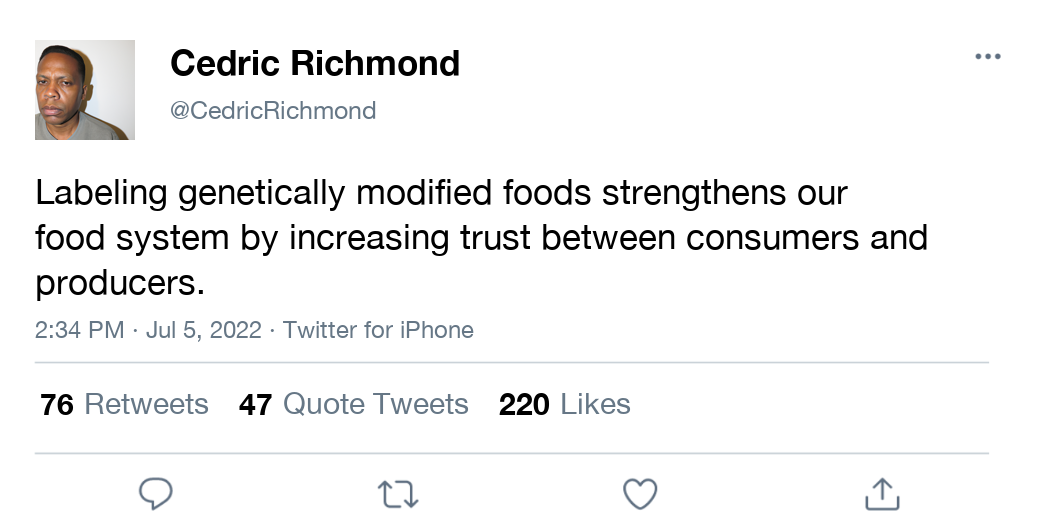 Cedric Richmond
@CedricRichmond
Labeling genetically modified foods strengthens our
food system by increasing trust between consumers and
producers.
2:34 PM · Jul 5, 2022 · Twitter for iPhone
76 Retweets 47 Quote Tweets 220 Likes